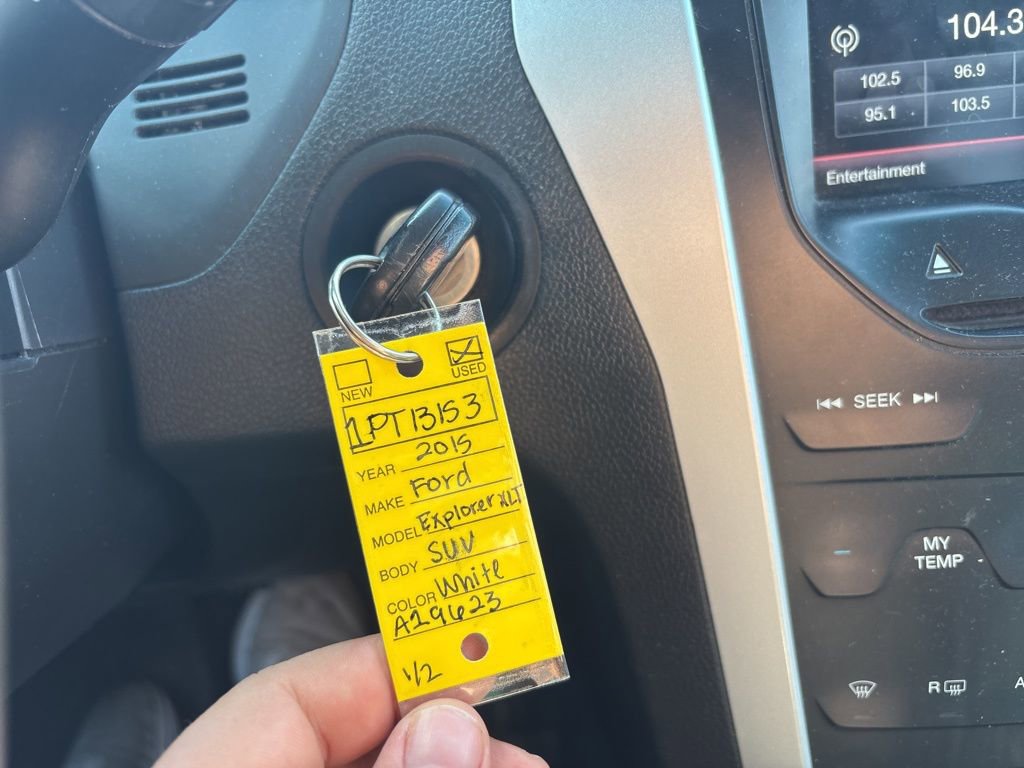 NEW
USED
1PT13153
YEAR 2015
MAKE Ford
MODEL Explorer XLT
BODY SUV
COLOR White
A29623
1/2
104.3
102.5 96.9
95.1 103.5
Entertainment
SEEK
MY
TEMP
R
A